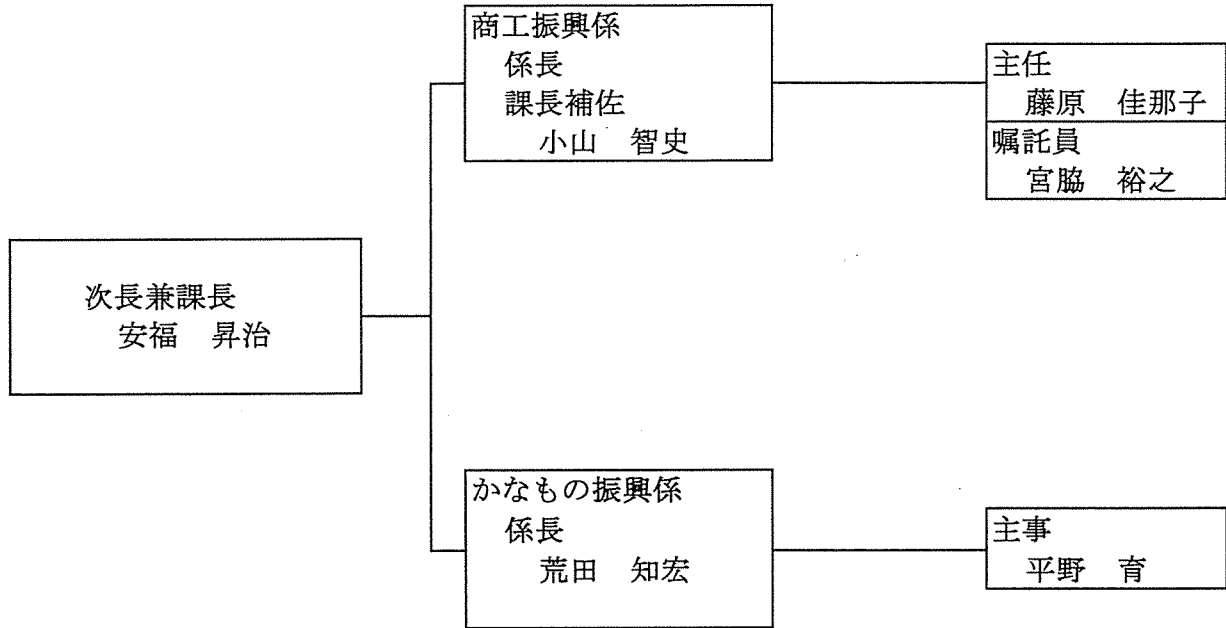 商工振興係
係長
課長補佐
小山　智史
主任
藤原　佳那子
嘱託員
宮脇　裕之
次長兼課長
安福　昇治
かなもの振興係
係長
荒田　知宏
主事
平野　育